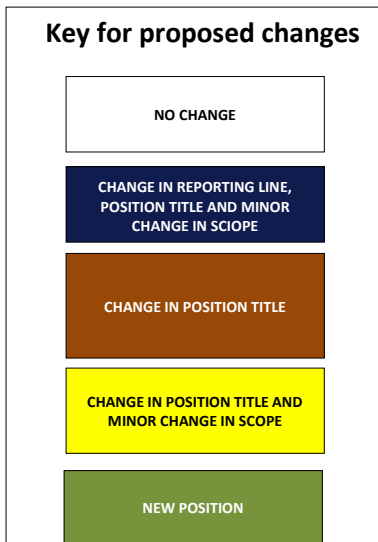 Key for proposed changes
NO CHANGE
CHANGE IN REPORTING LINE,
POSITION TITLE AND MINOR
CHANGE IN SCIOPE
CHANGE IN POSITION TITLE
CHANGE IN POSITION TITLE AND
MINOR CHANGE IN SCOPE
NEW POSITION